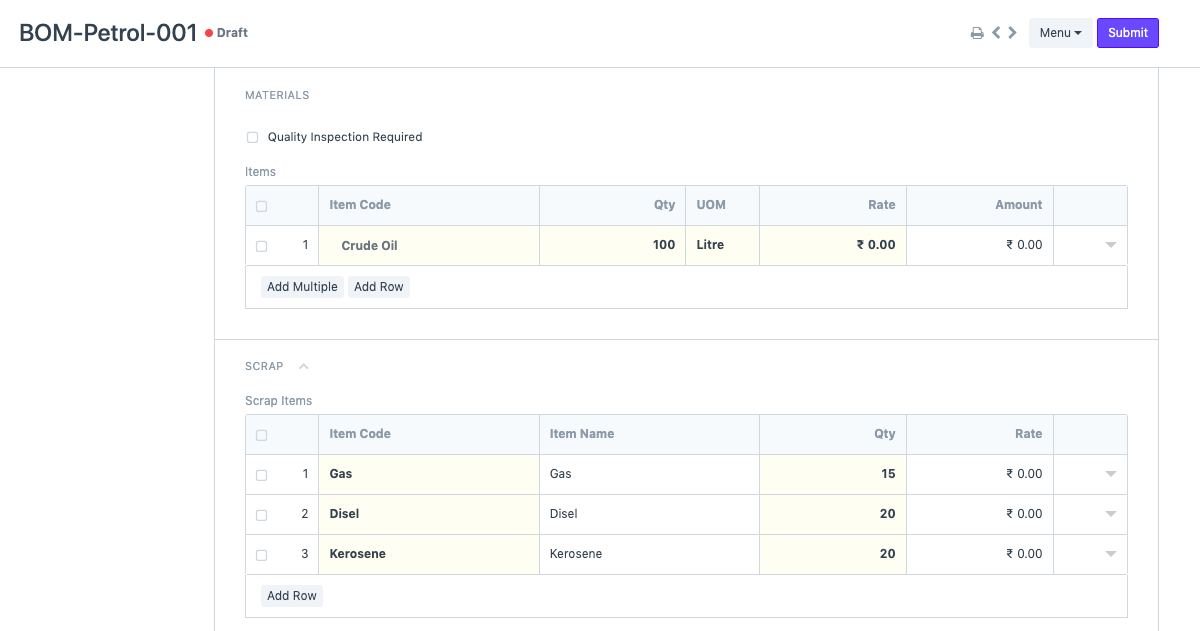 BOM-Petrol-001 Draft Menu Submit
MATERIALS
Quality Inspection Required
Items
Item Code Qty UOM Rate Amount
1 Crude Oil 100 Litre ₹ 0.00 ₹ 0.00
Add Multiple Add Row
SCRAP
Scrap Items
Item Code Item Name Qty Rate
1 Gas Gas 15 ₹ 0.00
2 Disel Disel 20 ₹ 0.00
3 Kerosene Kerosene 20 ₹ 0.00
Add Row